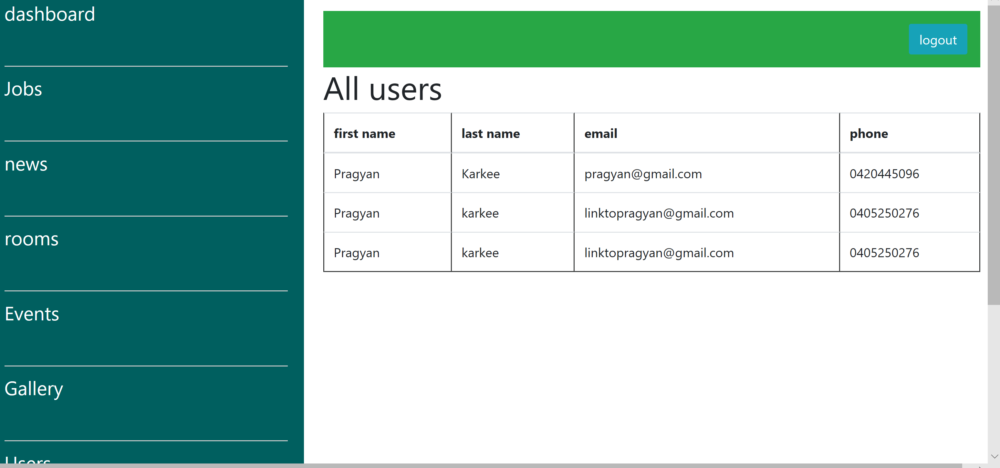 dashboard
Jobs
news
rooms
Events
Gallery
Users
logout
All users
first name last name email phone
Pragyan Karkee pragyan@gmail.com 0420445096
Pragyan karkee linktopragyan@gmail.com 0405250276
Pragyan karkee linktopragyan@gmail.com 0405250276